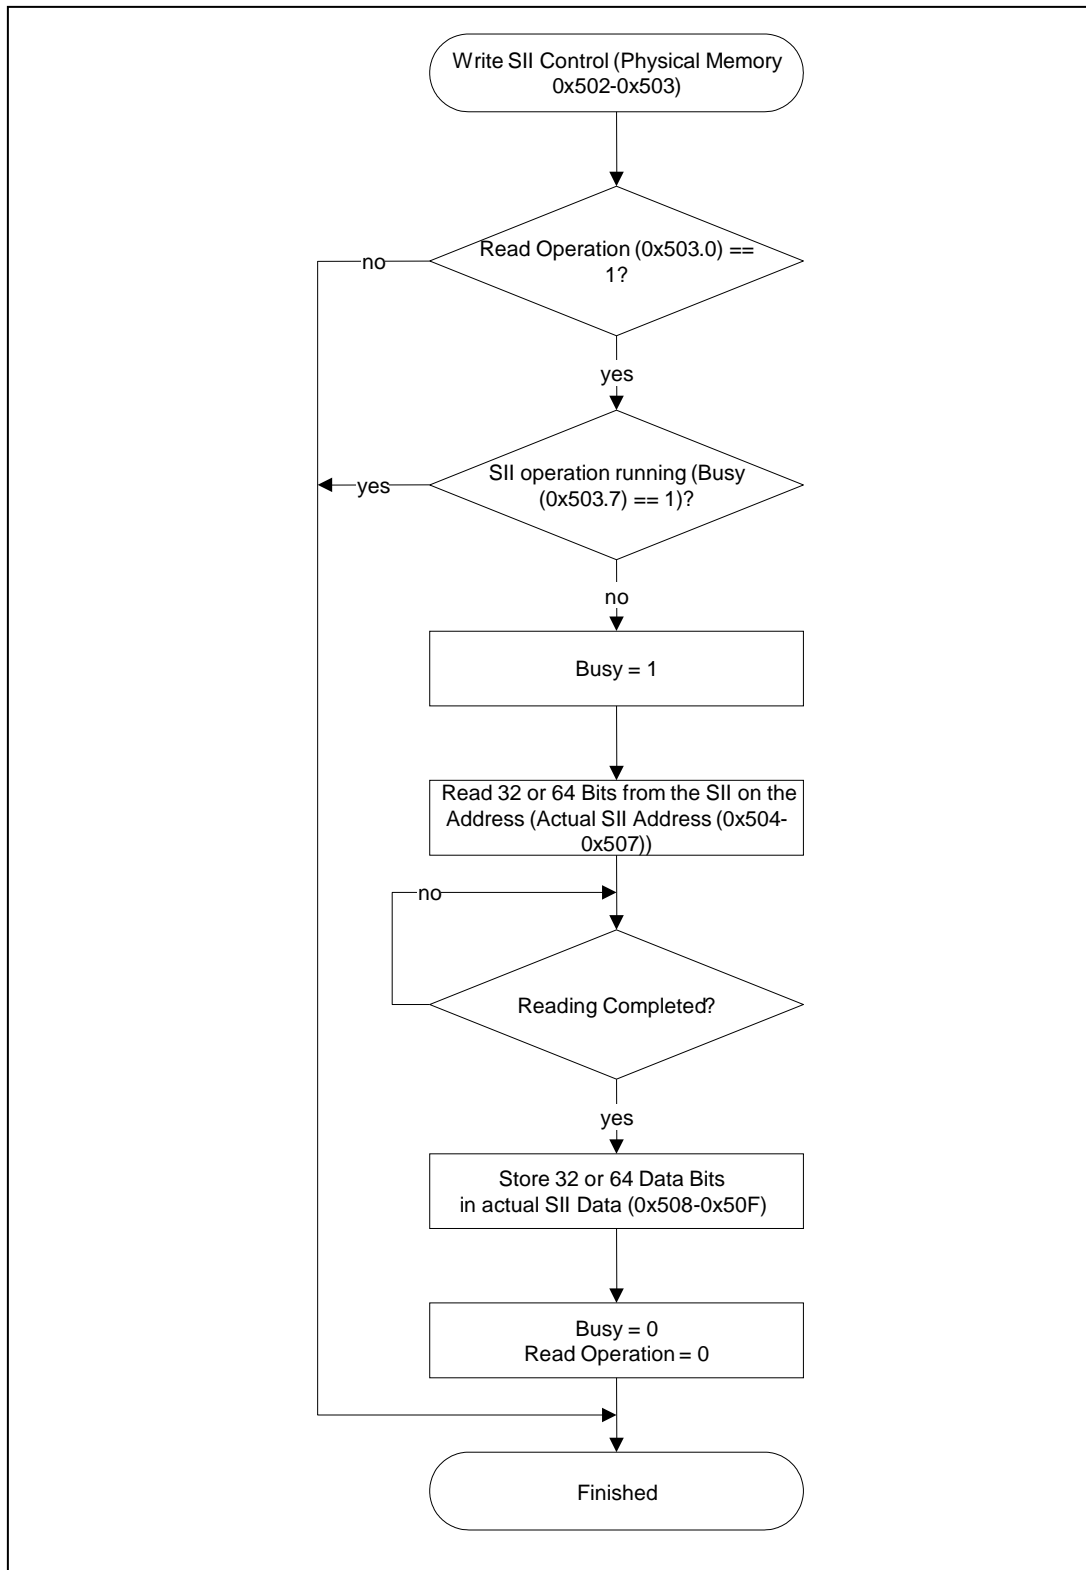 Write SII Control (Physical Memory
0x502-0x503)
Read Operation (0x503.0) ==
1?
no
yes
SII operation running (Busy
(0x503.7) == 1)?
yes
no
Busy = 1
Read 32 or 64 Bits from the SII on the
Address (Actual SII Address (0x504-
0x507))
no
Reading Completed?
yes
Store 32 or 64 Data Bits
in actual SII Data (0x508-0x50F)
Busy = 0
Read Operation = 0
Finished